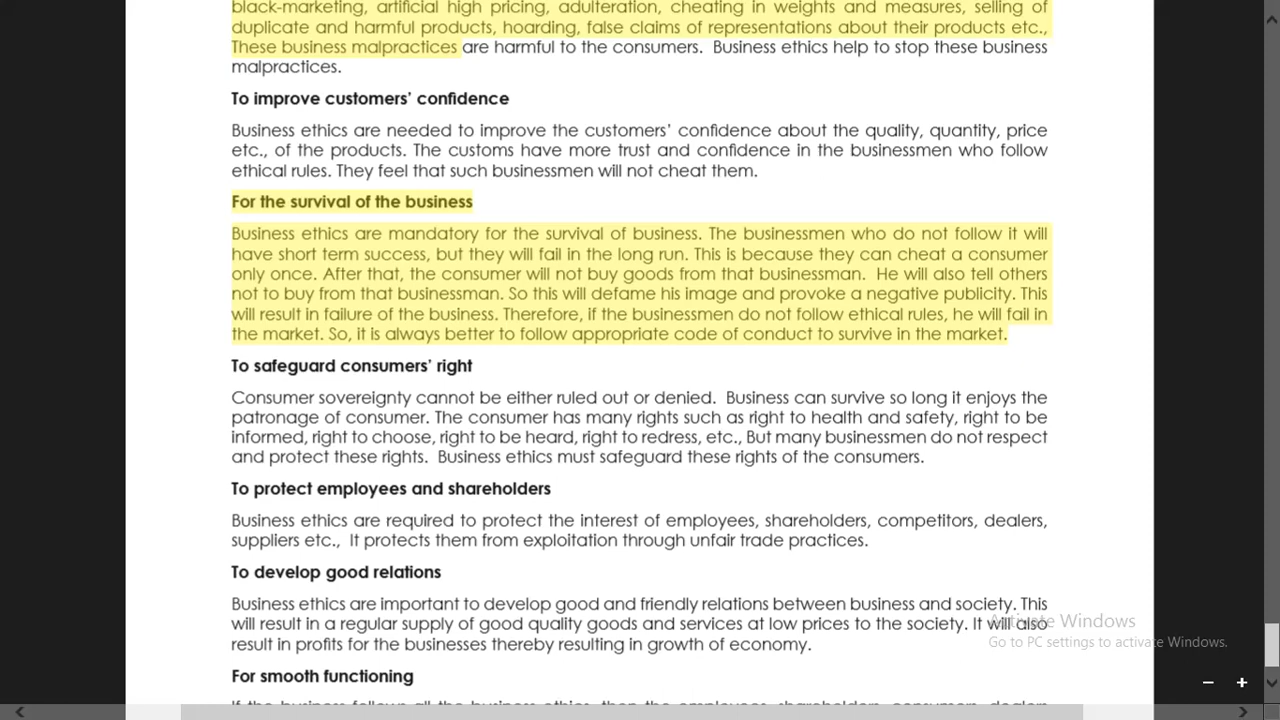 black-marketing, artificial high pricing, adulteration, cheating in weights and measures, selling of
duplicate and harmful products, hoarding, false claims of representations about their products etc.,
These business malpractices are harmful to the consumers.  Business ethics help to stop these business
malpractices.
To improve customers’ confidence
Business ethics are needed to improve the customers’ confidence about the quality, quantity, price
etc., of the products. The customs have more trust and confidence in the businessmen who follow
ethical rules. They feel that such businessmen will not cheat them.
For the survival of the business
Business ethics are mandatory for the survival of business. The businessmen who do not follow it will
have short term success, but they will fail in the long run. This is because they can cheat a consumer
only once. After that, the consumer will not buy goods from that businessman.  He will also tell others
not to buy from that businessman. So this will defame his image and provoke a negative publicity. This
will result in failure of the business. Therefore, if the businessmen do not follow ethical rules, he will fail in
the market. So, it is always better to follow appropriate code of conduct to survive in the market.
To safeguard consumers’ right
Consumer sovereignty cannot be either ruled out or denied.  Business can survive so long it enjoys the
patronage of consumer. The consumer has many rights such as right to health and safety, right to be
informed, right to choose, right to be heard, right to redress, etc., But many businessmen do not respect
and protect these rights.  Business ethics must safeguard these rights of the consumers.
To protect employees and shareholders
Business ethics are required to protect the interest of employees, shareholders, competitors, dealers,
suppliers etc.,  It protects them from exploitation through unfair trade practices.
To develop good relations
Business ethics are important to develop good and friendly relations between business and society. This
will result in a regular supply of good quality goods and services at low prices to the society. It will also
result in profits for the businesses thereby resulting in growth of economy.
Activate Windows
Go to PC settings to activate Windows.
For smooth functioning
If the business follows all the business ethics, then the employees, shareholders, consumer, dealers